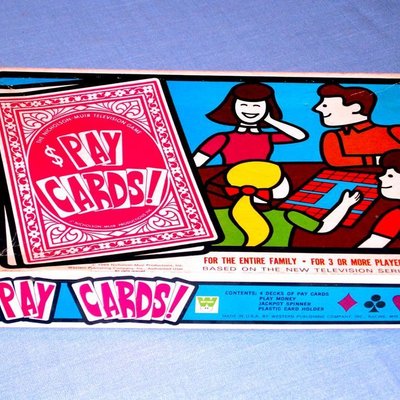 THE NICHOLSON-MUIR TELEVISION GAME
$PAY
CARDS!
FOR THE ENTIRE FAMILY • FOR 3 OR MORE PLAYER
BASED ON THE NEW TELEVISION SERI
PAY CARDS!
W
CONTENTS: 4 DECKS OF PAY CARDS
PLAY MONEY
JACKPOT SPINNER
PLASTIC CARD HOLDER
MADE IN U.S.A. BY WESTERN PUBLISHING COMPANY, INC.